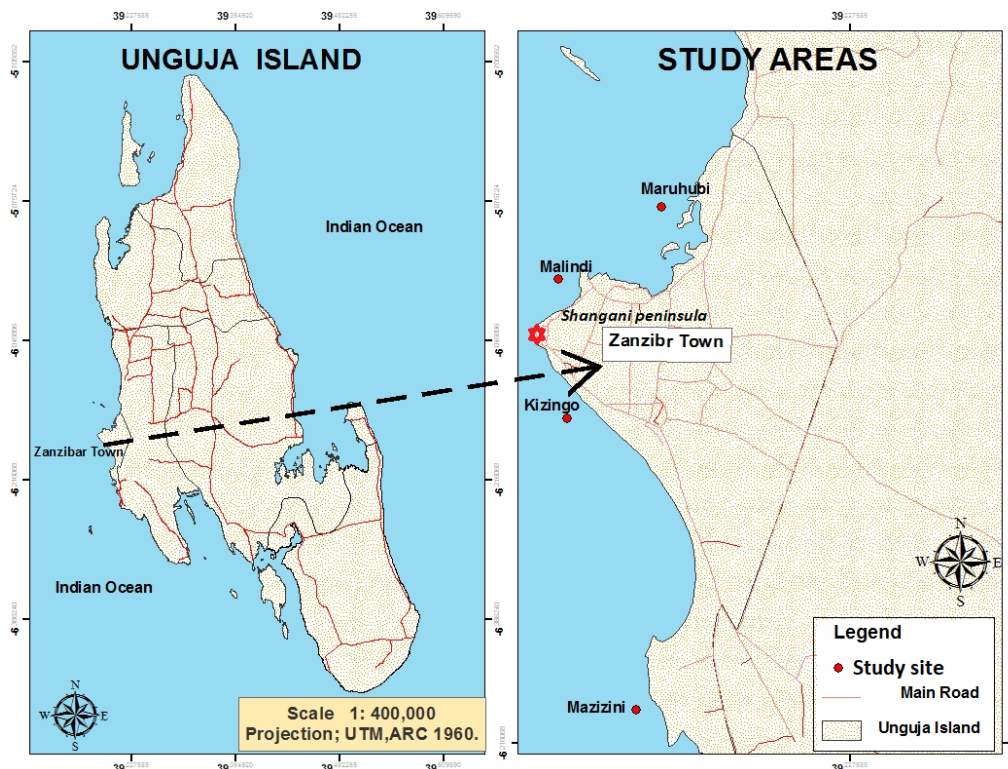 UNGUJA ISLAND
Indian Ocean
Zanzibar Town
Indian Ocean
N
W E
S
Scale 1: 400,000
Projection; UTM,ARC 1960.
STUDY AREAS
Maruhubi
Malindi
Shangani peninsula
Zanzibr Town
Kizingo
Mazizini
N
W E
S
Legend
Study site
Main Road
Unguja Island